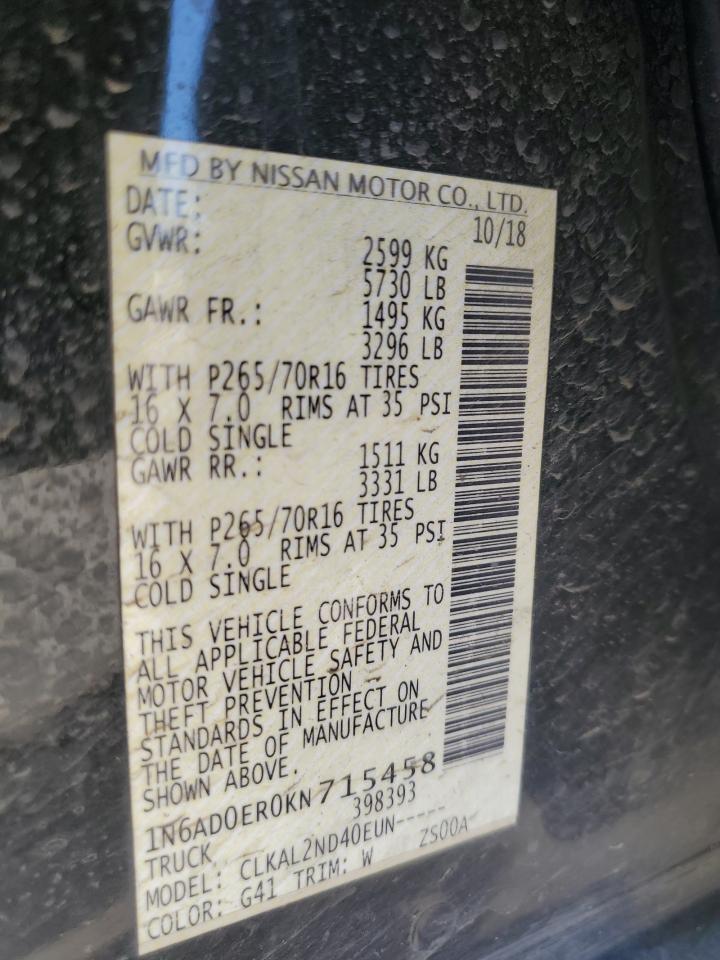 MFD BY NISSAN MOTOR CO., LTD.
DATE: 10/18
GVWR: 2599 KG
5730 LB
GAWR FR.: 1495 KG
3296 LB
WITH P265/70R16 TIRES
16 X 7.0 RIMS AT 35 PSI
COLD SINGLE
GAWR RR.: 1511 KG
3331 LB
WITH P265/70R16 TIRES
16 X 7.0 RIMS AT 35 PSI
COLD SINGLE
THIS VEHICLE CONFORMS TO
ALL APPLICABLE FEDERAL
MOTOR VEHICLE SAFETY AND
THEFT PREVENTION
STANDARDS IN EFFECT ON
THE DATE OF MANUFACTURE
SHOWN ABOVE.
1N6AD0ER0KN715458
TRUCK 398393
MODEL: CLKAL2ND40EUN-----
COLOR: G41 TRIM: W ZS00A